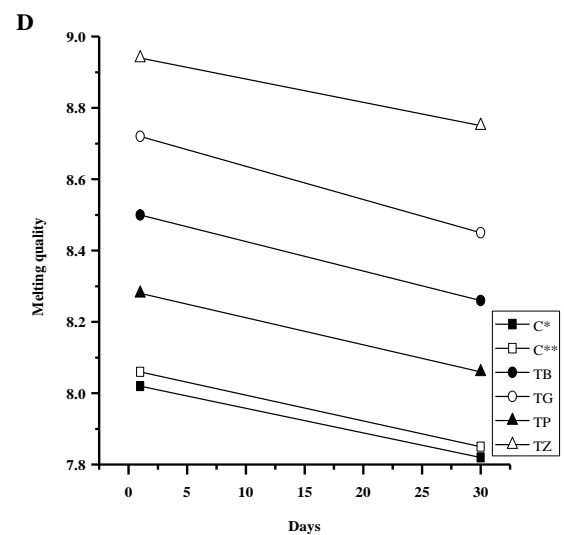 D
9.0
8.8
8.6
8.4
8.2
8.0
7.8
Melting quality
0 5 10 15 20 25 30
Days
C*
C**
TB
TG
TP
TZ